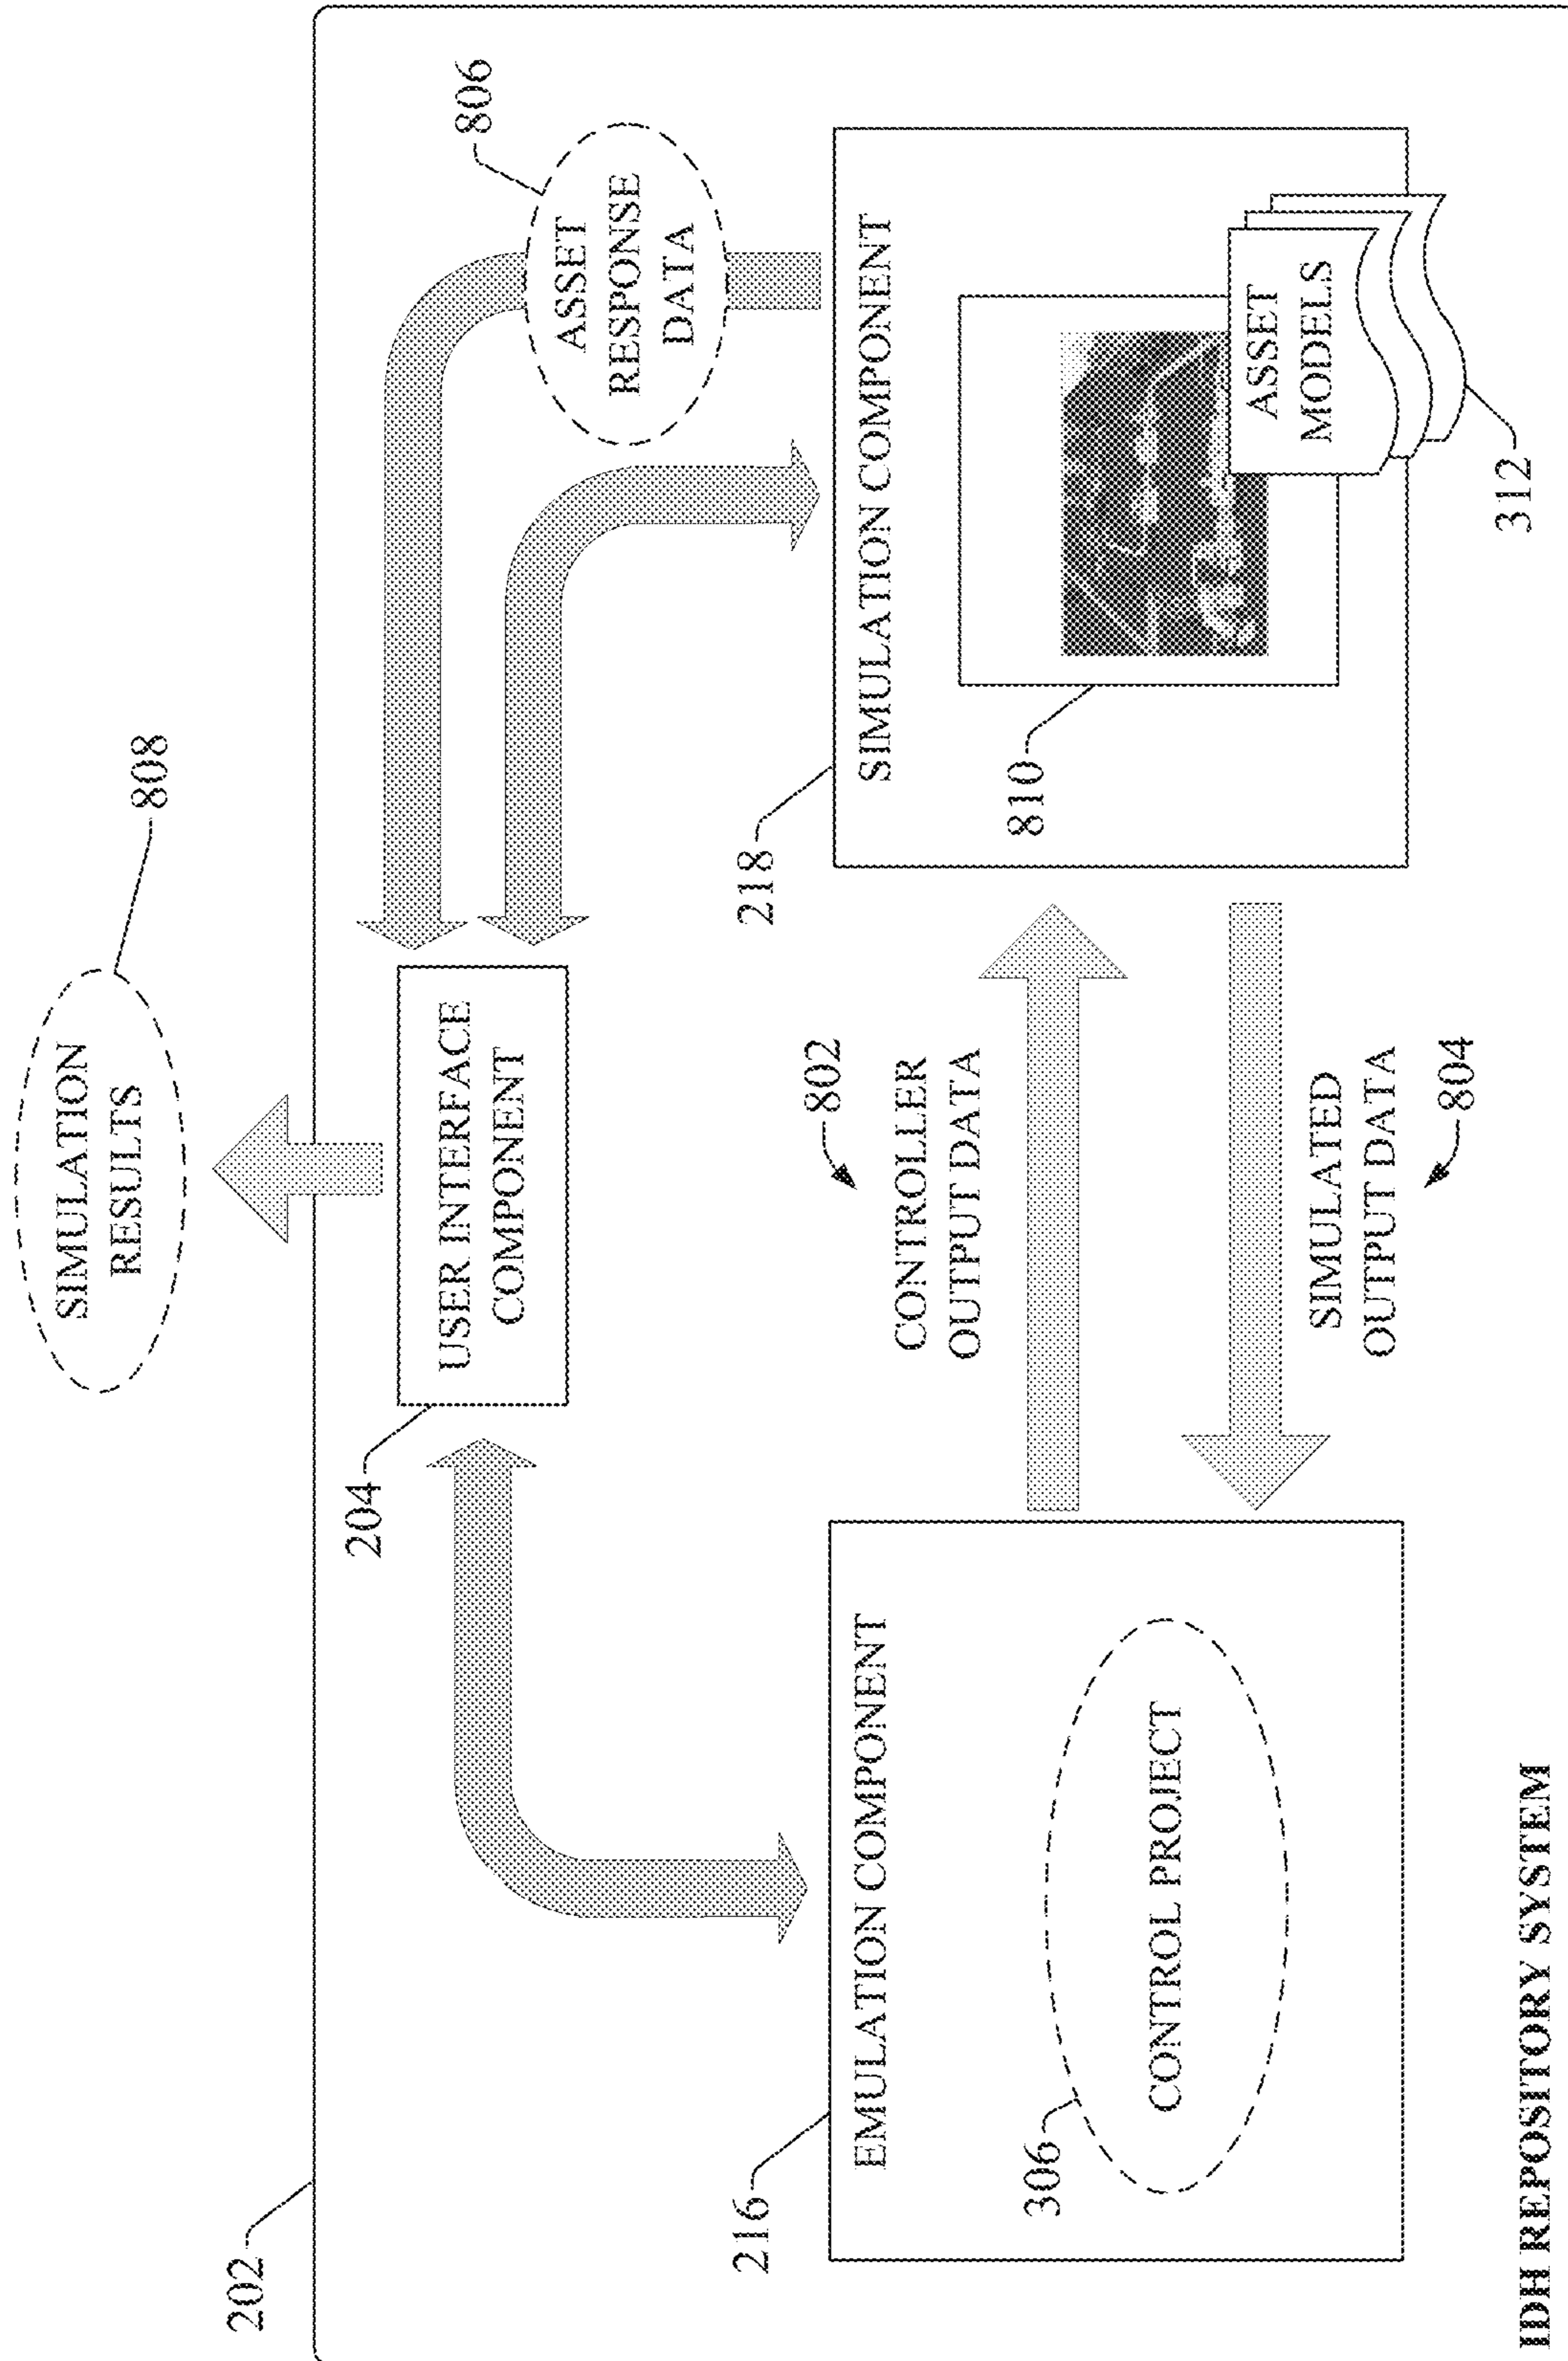 808
SIMULATION
RESULTS
202
204
USER INTERFACE
COMPONENT
806
ASSET
RESPONSE
DATA
216
EMULATION COMPONENT
306
CONTROL PROJECT
802
CONTROLLER
OUTPUT DATA
SIMULATED
OUTPUT DATA
804
218
SIMULATION COMPONENT
810
ASSET
MODELS
312
IDH REPOSITORY SYSTEM